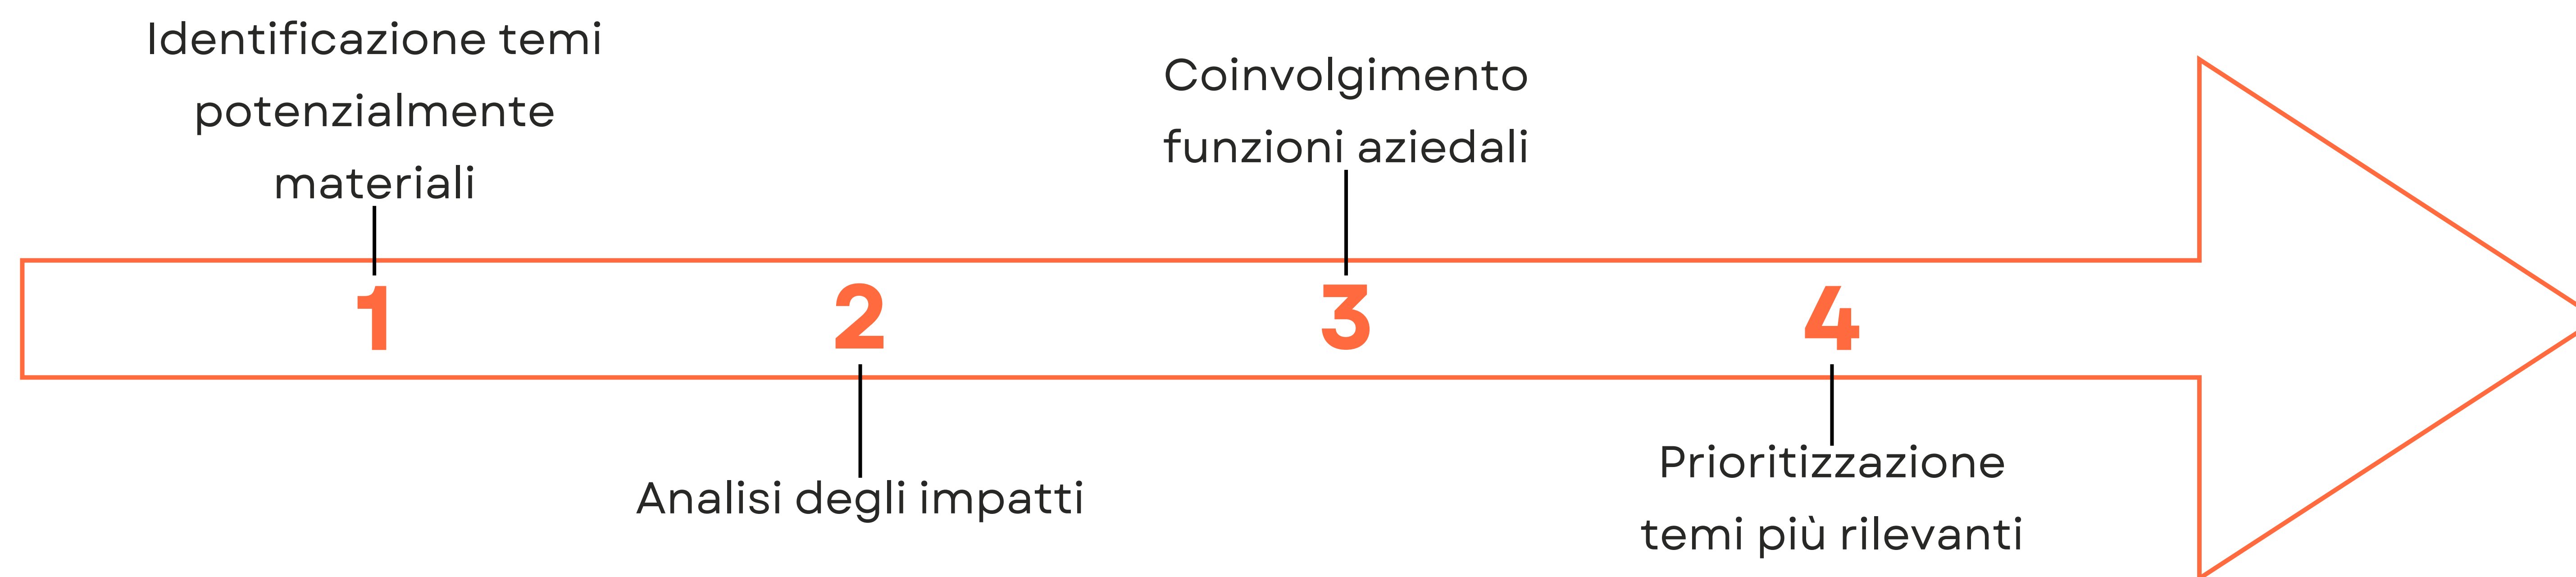 Identificazione temi
potenzialmente
materiali
Coinvolgimento
funzioni aziedali
1
2
3
4
Analisi degli impatti
Prioritizzazione
temi più rilevanti